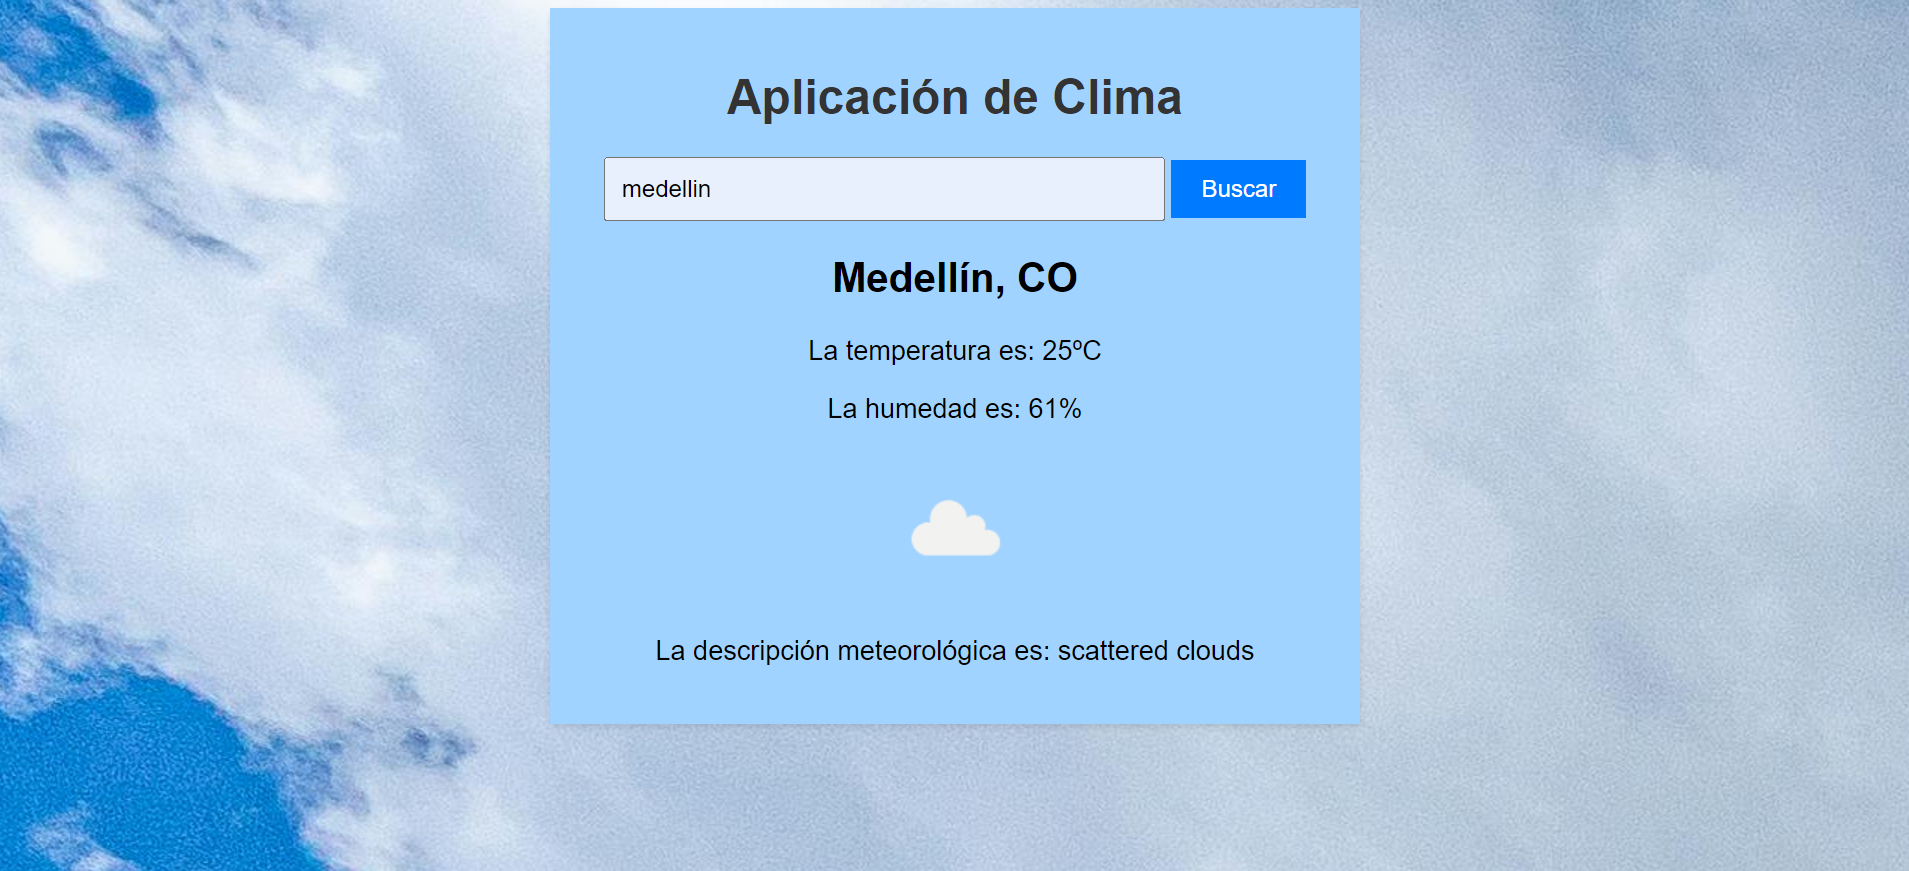 Aplicación de Clima
medellin Buscar
Medellín, CO
La temperatura es: 25ºC
La humedad es: 61%
La descripción meteorológica es: scattered clouds